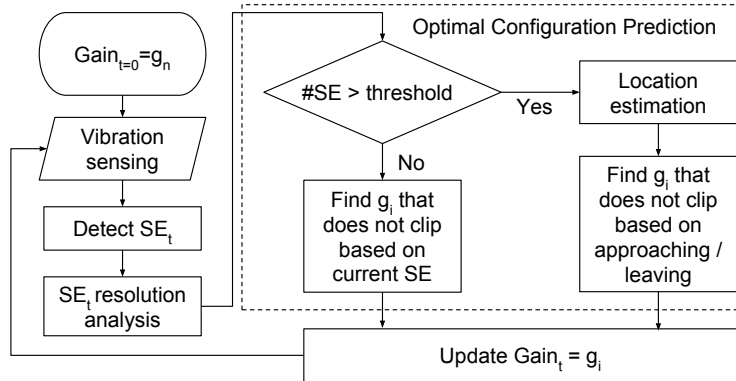 Optimal Configuration Prediction
Gain_{t=0}=g_n
Vibration
sensing
Detect SE_t
SE_t resolution
analysis
#SE > threshold
Yes
No
Location
estimation
Find g_i that
does not clip
based on
current SE
Find g_i that
does not clip
based on
approaching /
leaving
Update Gain_t = g_i